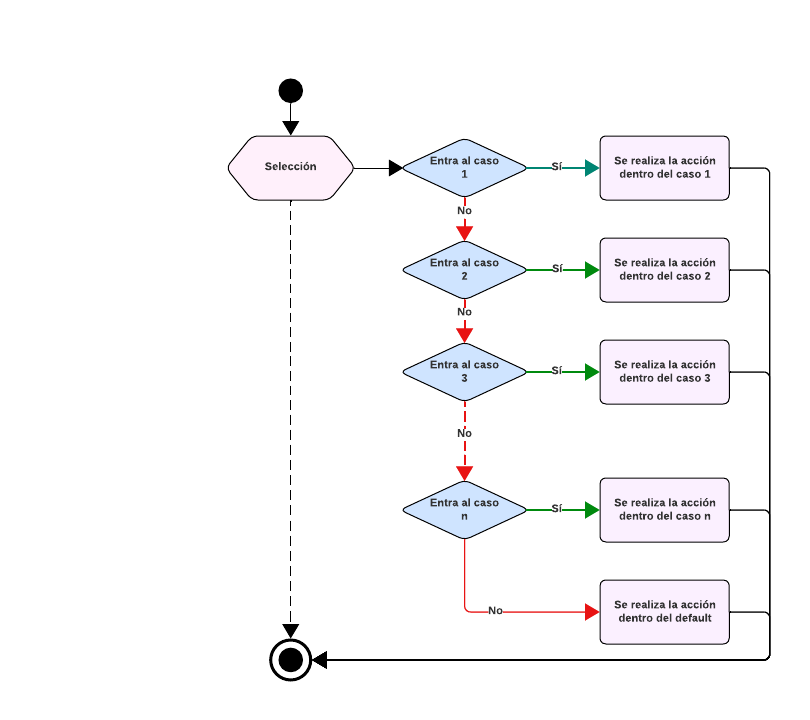 Selección
Entra al caso
1
Sí
Se realiza la acción
dentro del caso 1
No
Entra al caso
2
Sí
Se realiza la acción
dentro del caso 2
No
Entra al caso
3
Sí
Se realiza la acción
dentro del caso 3
No
Entra al caso
n
Sí
Se realiza la acción
dentro del caso n
No
Se realiza la acción
dentro del default